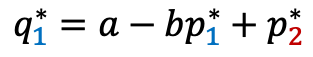 q₁* = a − bp₁* + p₂*